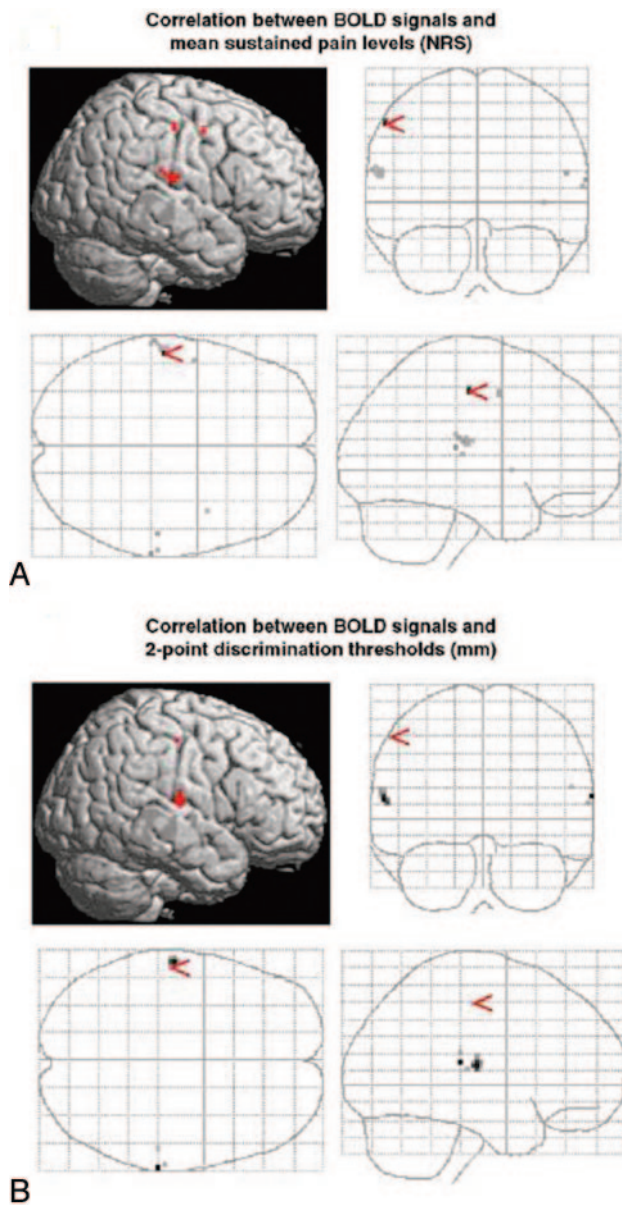 Correlation between BOLD signals and
mean sustained pain levels (NRS)
A
Correlation between BOLD signals and
2-point discrimination thresholds (mm)
B